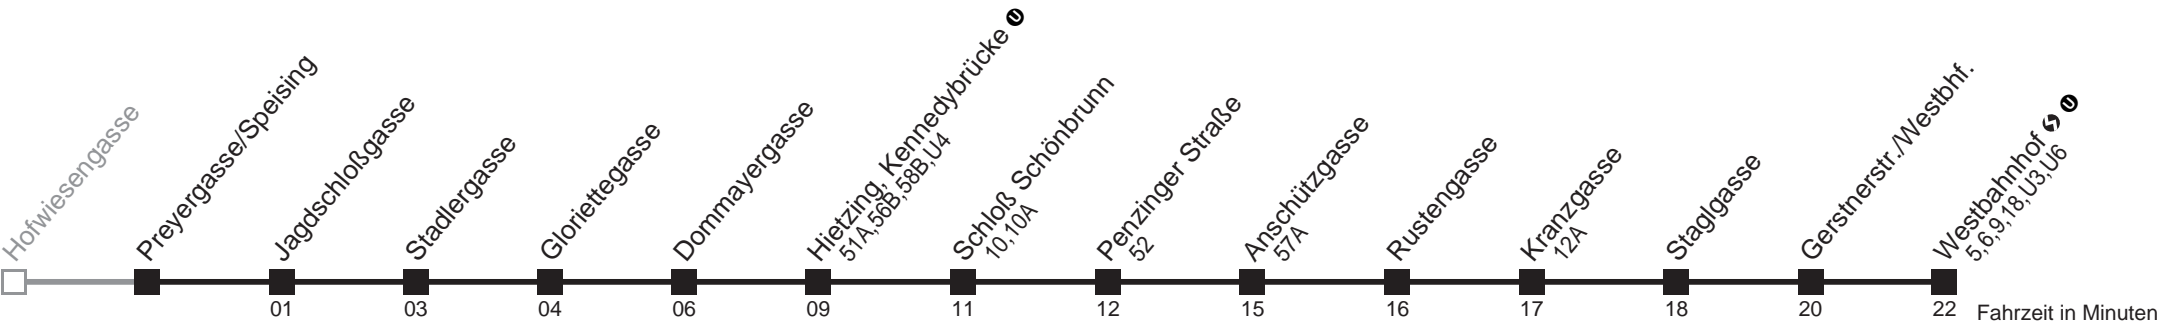 Hofwiesengasse
Preyergasse/Speising
Jagdschloßgasse
Stadlergasse
Gloriettegasse
Dommayergasse
Hietzing, Kennedybrücke U
51A,56B,58B,U4
Schloß Schönbrunn
10,10A
Penzinger Straße
52
Anschützgasse
57A
Rustengasse
Kranzgasse
12A
Staglgasse
Gerstnerstr./Westbhf.
Westbahnhof S U
5,6,9,18,U3,U6
01 03 04 06 09 11 12 15 16 17 18 20 22 Fahrzeit in Minuten